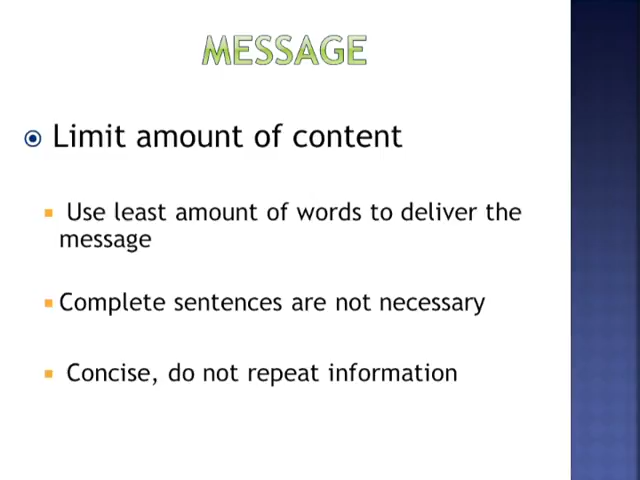 MESSAGE
Limit amount of content
Use least amount of words to deliver the
message
Complete sentences are not necessary
Concise, do not repeat information